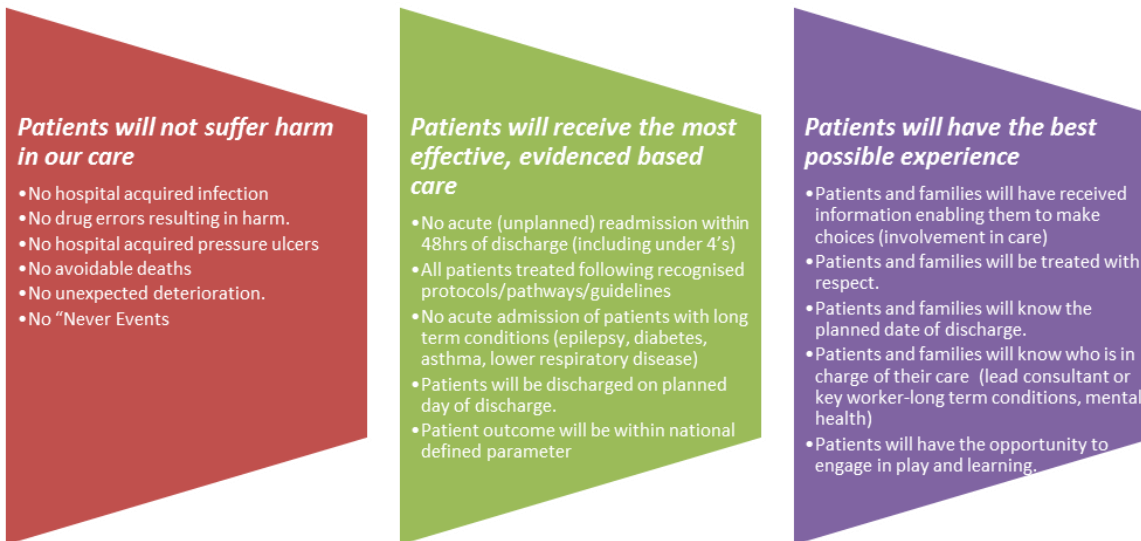 Patients will not suffer harm
in our care
•No hospital acquired infection
•No drug errors resulting in harm.
•No hospital acquired pressure ulcers
•No avoidable deaths
•No unexpected deterioration.
•No “Never Events
Patients will receive the most
effective, evidenced based
care
•No acute (unplanned) readmission within
48hrs of discharge (including under 4’s)
•All patients treated following recognised
protocols/pathways/guidelines
•No acute admission of patients with long
term conditions (epilepsy, diabetes,
asthma, lower respiratory disease)
•Patients will be discharged on planned
day of discharge.
•Patient outcome will be within national
defined parameter
Patients will have the best
possible experience
•Patients and families will have received
information enabling them to make
choices (involvement in care)
•Patients and families will be treated with
respect.
•Patients and families will know the
planned date of discharge.
•Patients and families will know who is in
charge of their care (lead consultant or
key worker-long term conditions, mental
health)
•Patients will have the opportunity to
engage in play and learning.